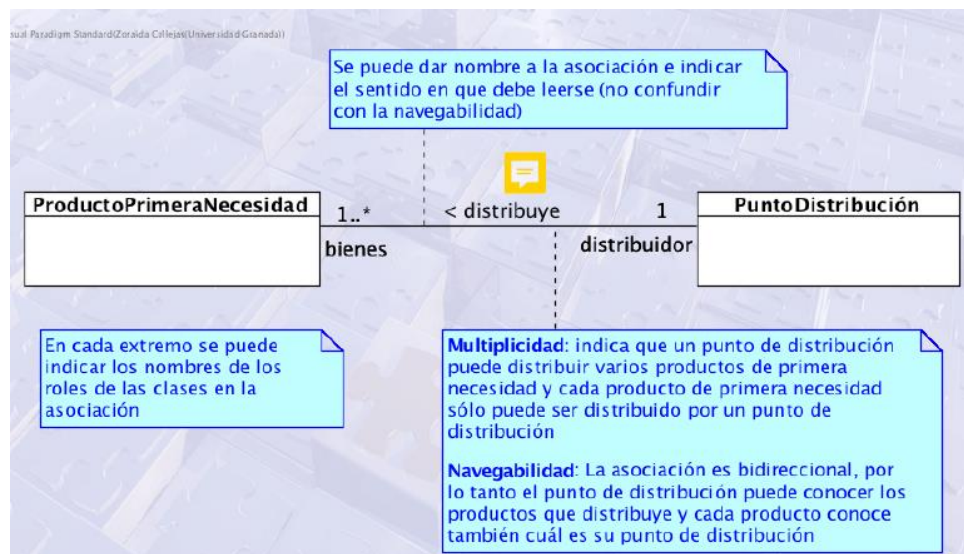 sual Paradigm Standard(Zoraida Callejas(Universidad Granada))
Se puede dar nombre a la asociación e indicar
el sentido en que debe leerse (no confundir
con la navegabilidad)
ProductoPrimeraNecesidad
1..*
< distribuye
1
PuntoDistribución
bienes
distribuidor
En cada extremo se puede
indicar los nombres de los
roles de las clases en la
asociación
Multiplicidad: indica que un punto de distribución
puede distribuir varios productos de primera
necesidad y cada producto de primera necesidad
sólo puede ser distribuido por un punto de
distribución
Navegabilidad: La asociación es bidireccional, por
lo tanto el punto de distribución puede conocer los
productos que distribuye y cada producto conoce
también cuál es su punto de distribución